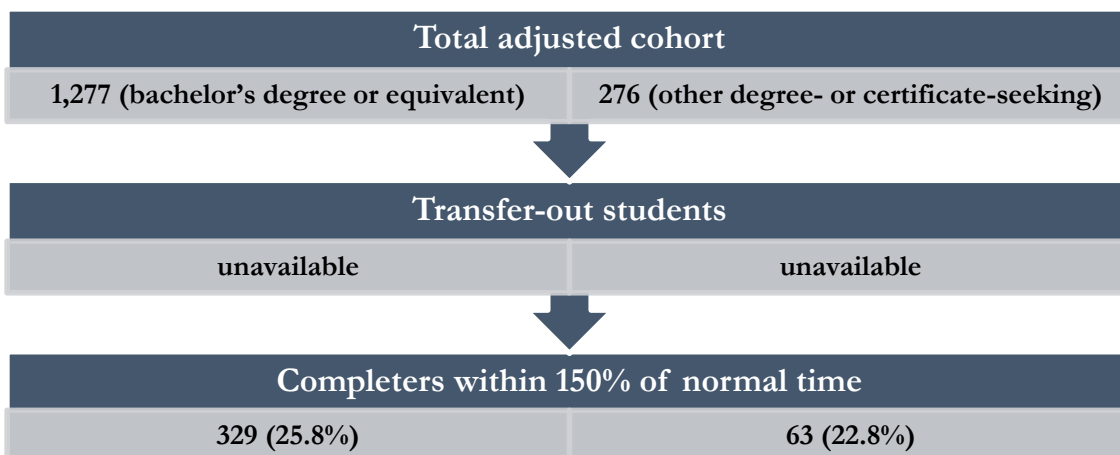 Total adjusted cohort
1,277 (bachelor's degree or equivalent) 276 (other degree- or certificate-seeking)
Transfer-out students
unavailable unavailable
Completers within 150% of normal time
329 (25.8%) 63 (22.8%)